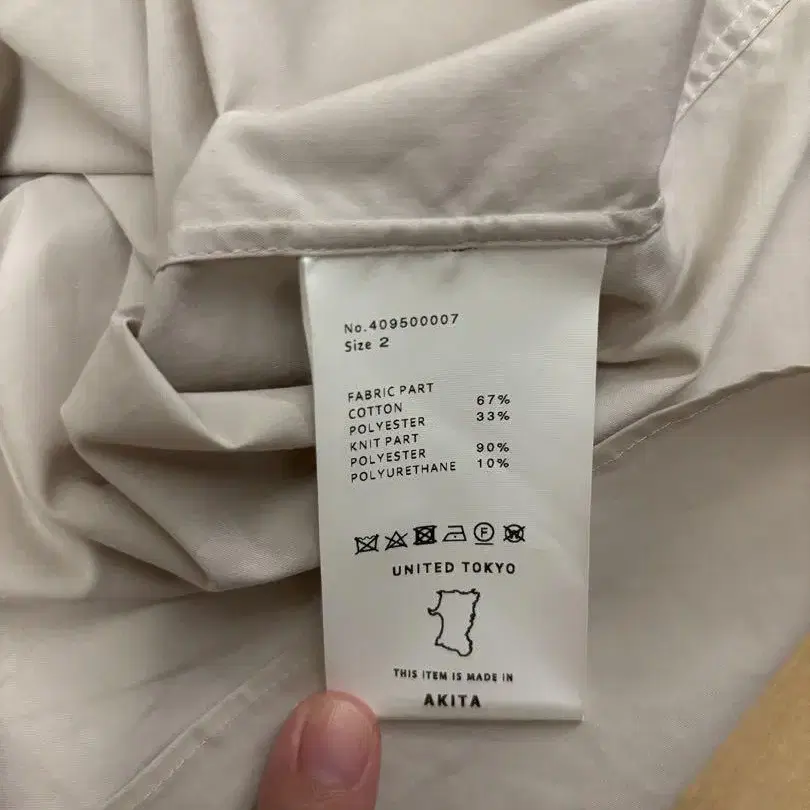 No.409500007
Size 2
FABRIC PART
COTTON 67%
POLYESTER 33%
KNIT PART
POLYESTER 90%
POLYURETHANE 10%
UNITED TOKYO
THIS ITEM IS MADE IN
AKITA